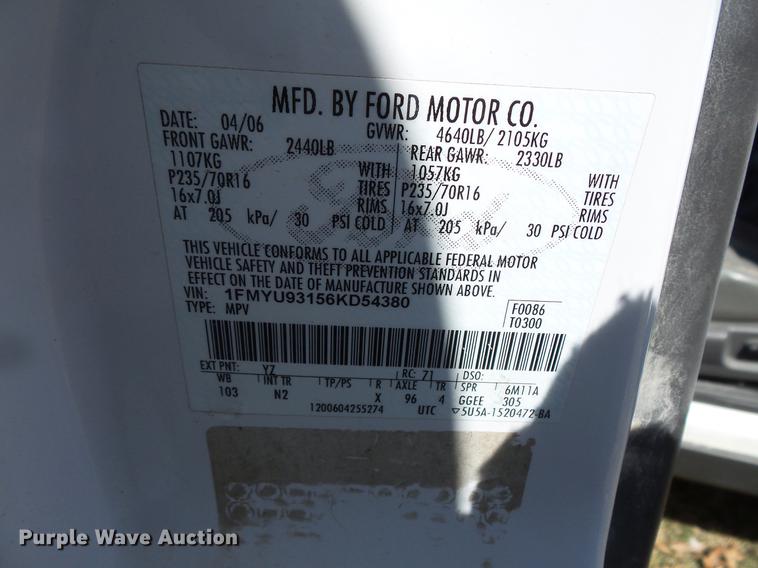 MFD. BY FORD MOTOR CO.
DATE: 04/06 GVWR: 4640LB/ 2105KG
FRONT GAWR: 2440LB REAR GAWR: 2330LB
1107KG WITH 1057KG WITH
P235/70R16 TIRES P235/70R16 TIRES
16x7.0J RIMS 16x7.0J RIMS
AT 205 kPa/ 30 PSI COLD AT 205 kPa/ 30 PSI COLD
THIS VEHICLE CONFORMS TO ALL APPLICABLE FEDERAL MOTOR
VEHICLE SAFETY AND THEFT PREVENTION STANDARDS IN
EFFECT ON THE DATE OF MANUFACTURE SHOWN ABOVE.
VIN: 1FMYU93156KD54380 F0086
TYPE: MPV T0300
EXT PNT: YZ RC: 71 DSO:
WB INT TR TP/PS R AXLE TR SPR 6M11A
103 N2 X 96 4 GGEE 305
1200604255274 UTC ▽5U5A-1520472-BA
Purple Wave Auction